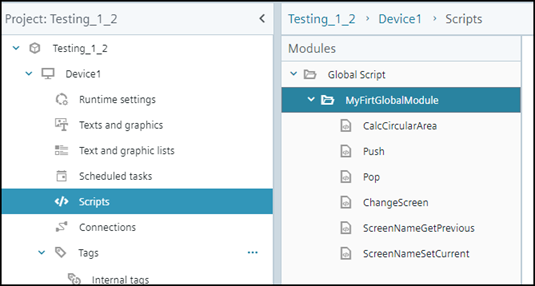 Project: Testing_1_2
Testing_1_2
Device1
Runtime settings
Texts and graphics
Text and graphic lists
Scheduled tasks
Scripts
Connections
Tags
Internal tags
Testing_1_2 > Device1 > Scripts
Modules
Global Script
MyFirtGlobalModule
CalcCircularArea
Push
Pop
ChangeScreen
ScreenNameGetPrevious
ScreenNameSetCurrent